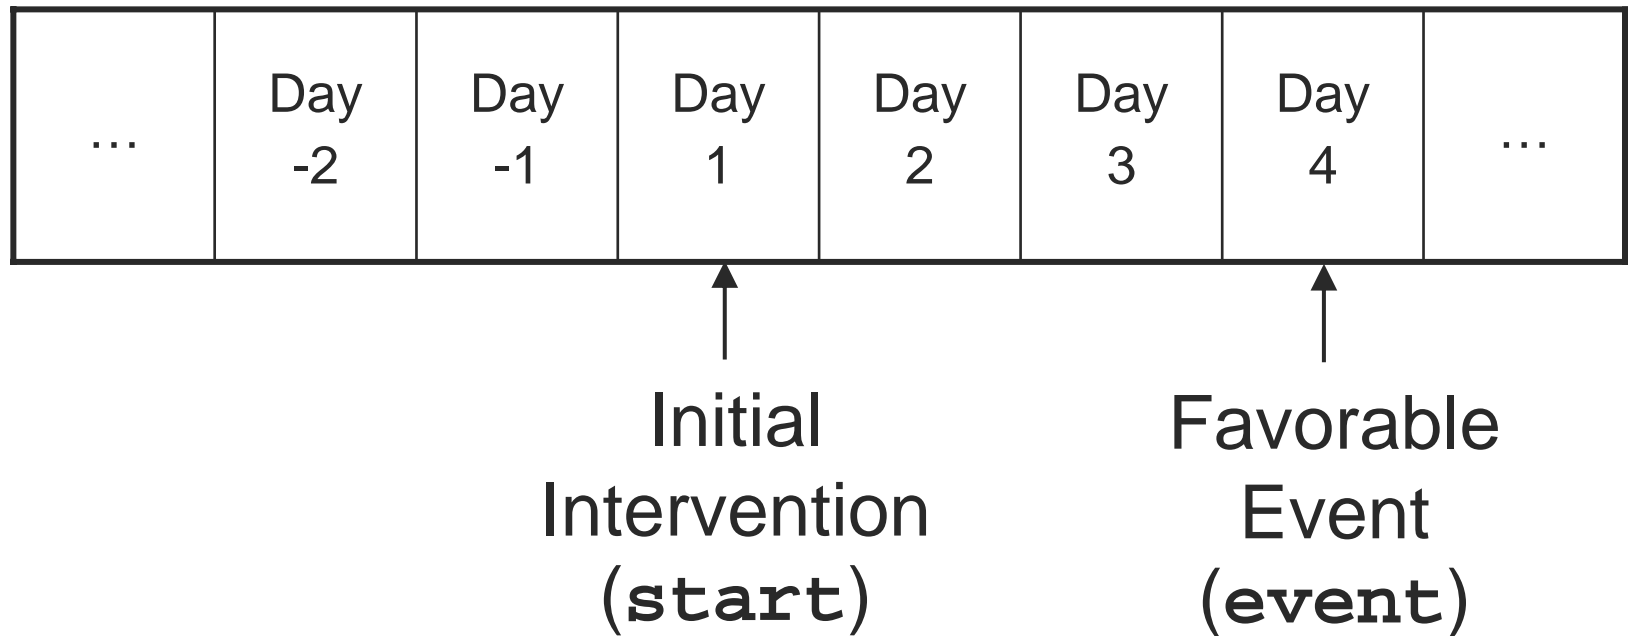 ... Day Day Day Day Day Day ...
-2 -1 1 2 3 4
Initial
Intervention
(start)
Favorable
Event
(event)